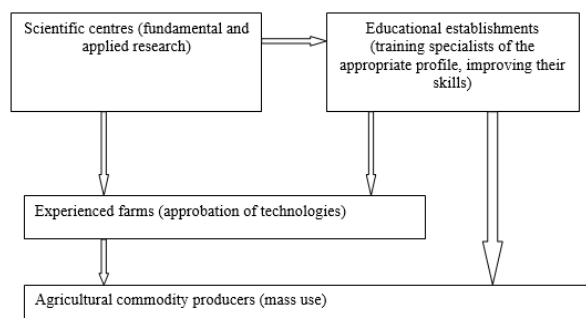 Scientific centres (fundamental and
applied research)
Educational establishments
(training specialists of the
appropriate profile, improving their
skills)
Experienced farms (approbation of technologies)
Agricultural commodity producers (mass use)